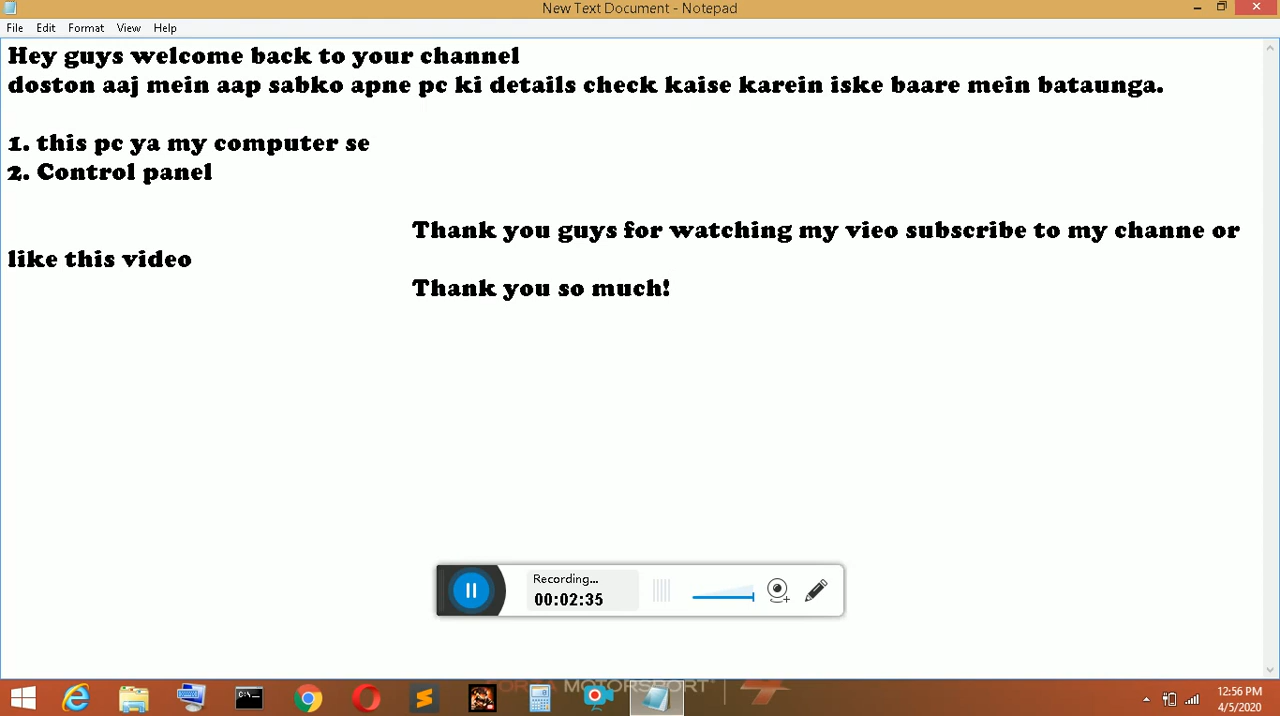 New Text Document - Notepad
File Edit Format View Help
Hey guys welcome back to your channel
doston aaj mein aap sabko apne pc ki details check kaise karein iske baare mein bataunga.
1. this pc ya my computer se
2. Control panel
Thank you guys for watching my vieo subscribe to my channe or
like this video
Thank you so much!
Recording...
00:02:35
MOTORSPORT
12:56 PM
4/5/2020